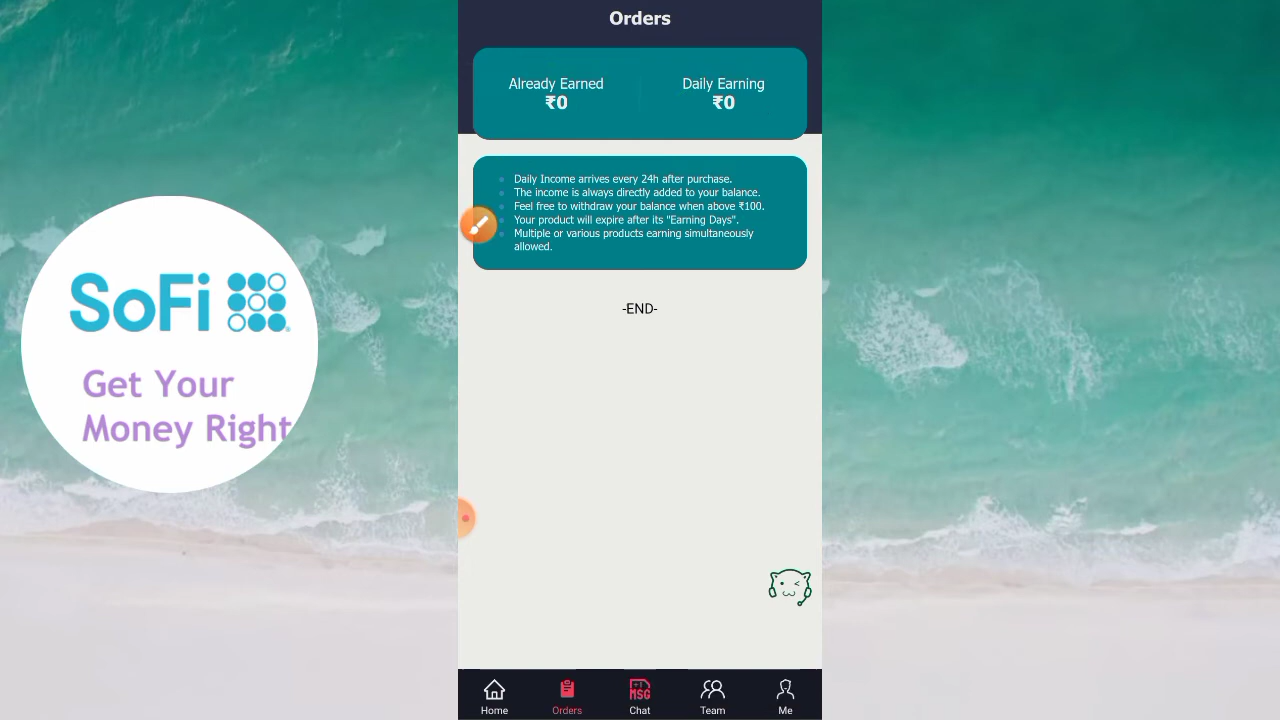 Orders
Already Earned
₹0
Daily Earning
₹0
Daily Income arrives every 24h after purchase.
The income is always directly added to your balance.
Feel free to withdraw your balance when above ₹100.
Your product will expire after its "Earning Days".
Multiple or various products earning simultaneously
allowed.
-END-
SoFi
Get Your
Money Right
MSG
Home
Orders
Chat
Team
Me